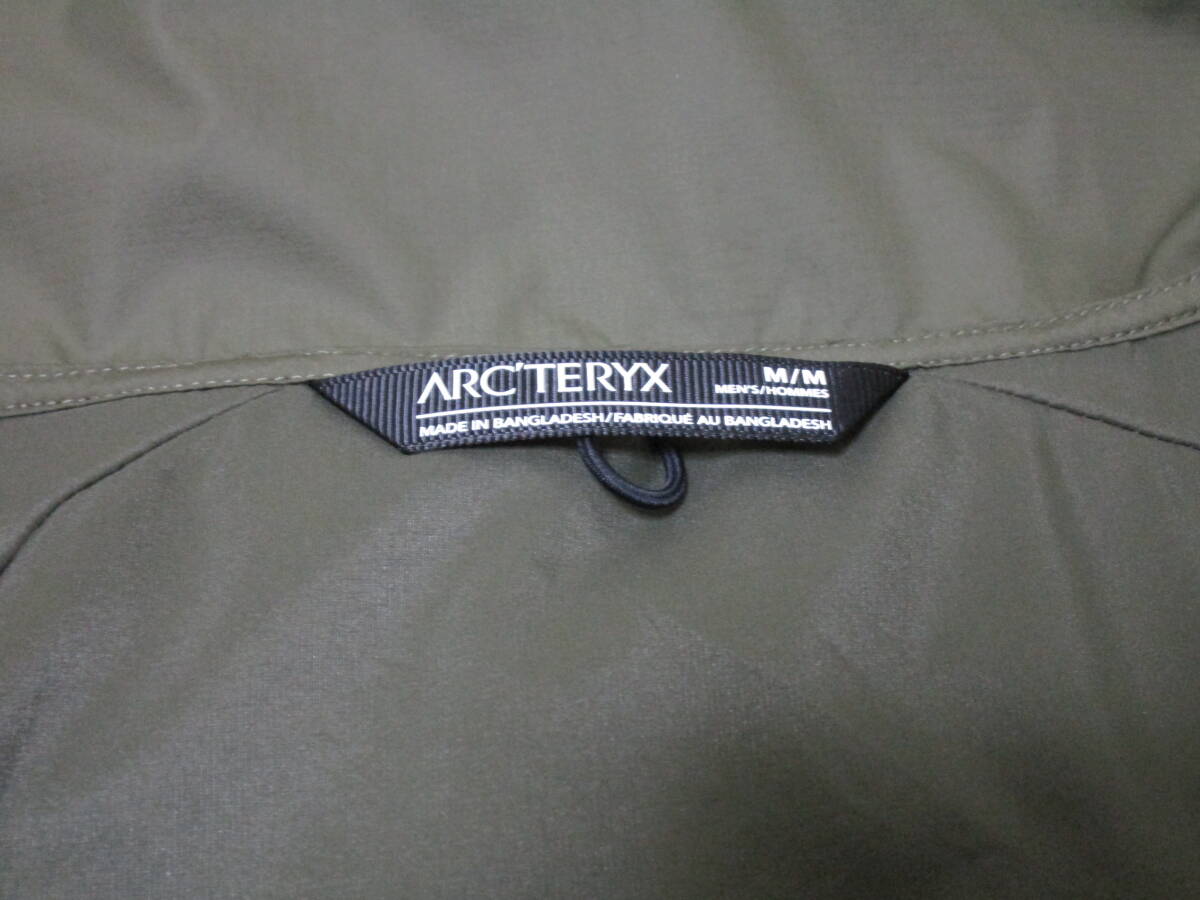 ARC'TERYX
M/M
MEN'S/HOMMES
MADE IN BANGLADESH/FABRIQUÉ AU BANGLADESH